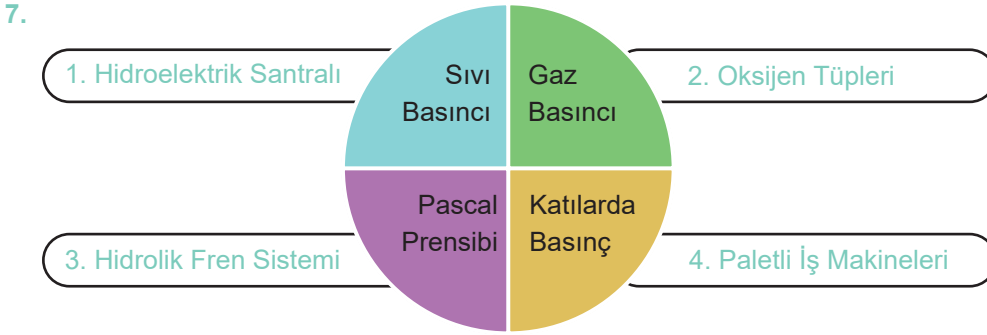 7.
1. Hidroelektrik Santralı
Sıvı
Basıncı
Gaz
Basıncı
2. Oksijen Tüpleri
3. Hidrolik Fren Sistemi
Pascal
Prensibi
Katılarda
Basınç
4. Paletli İş Makineleri